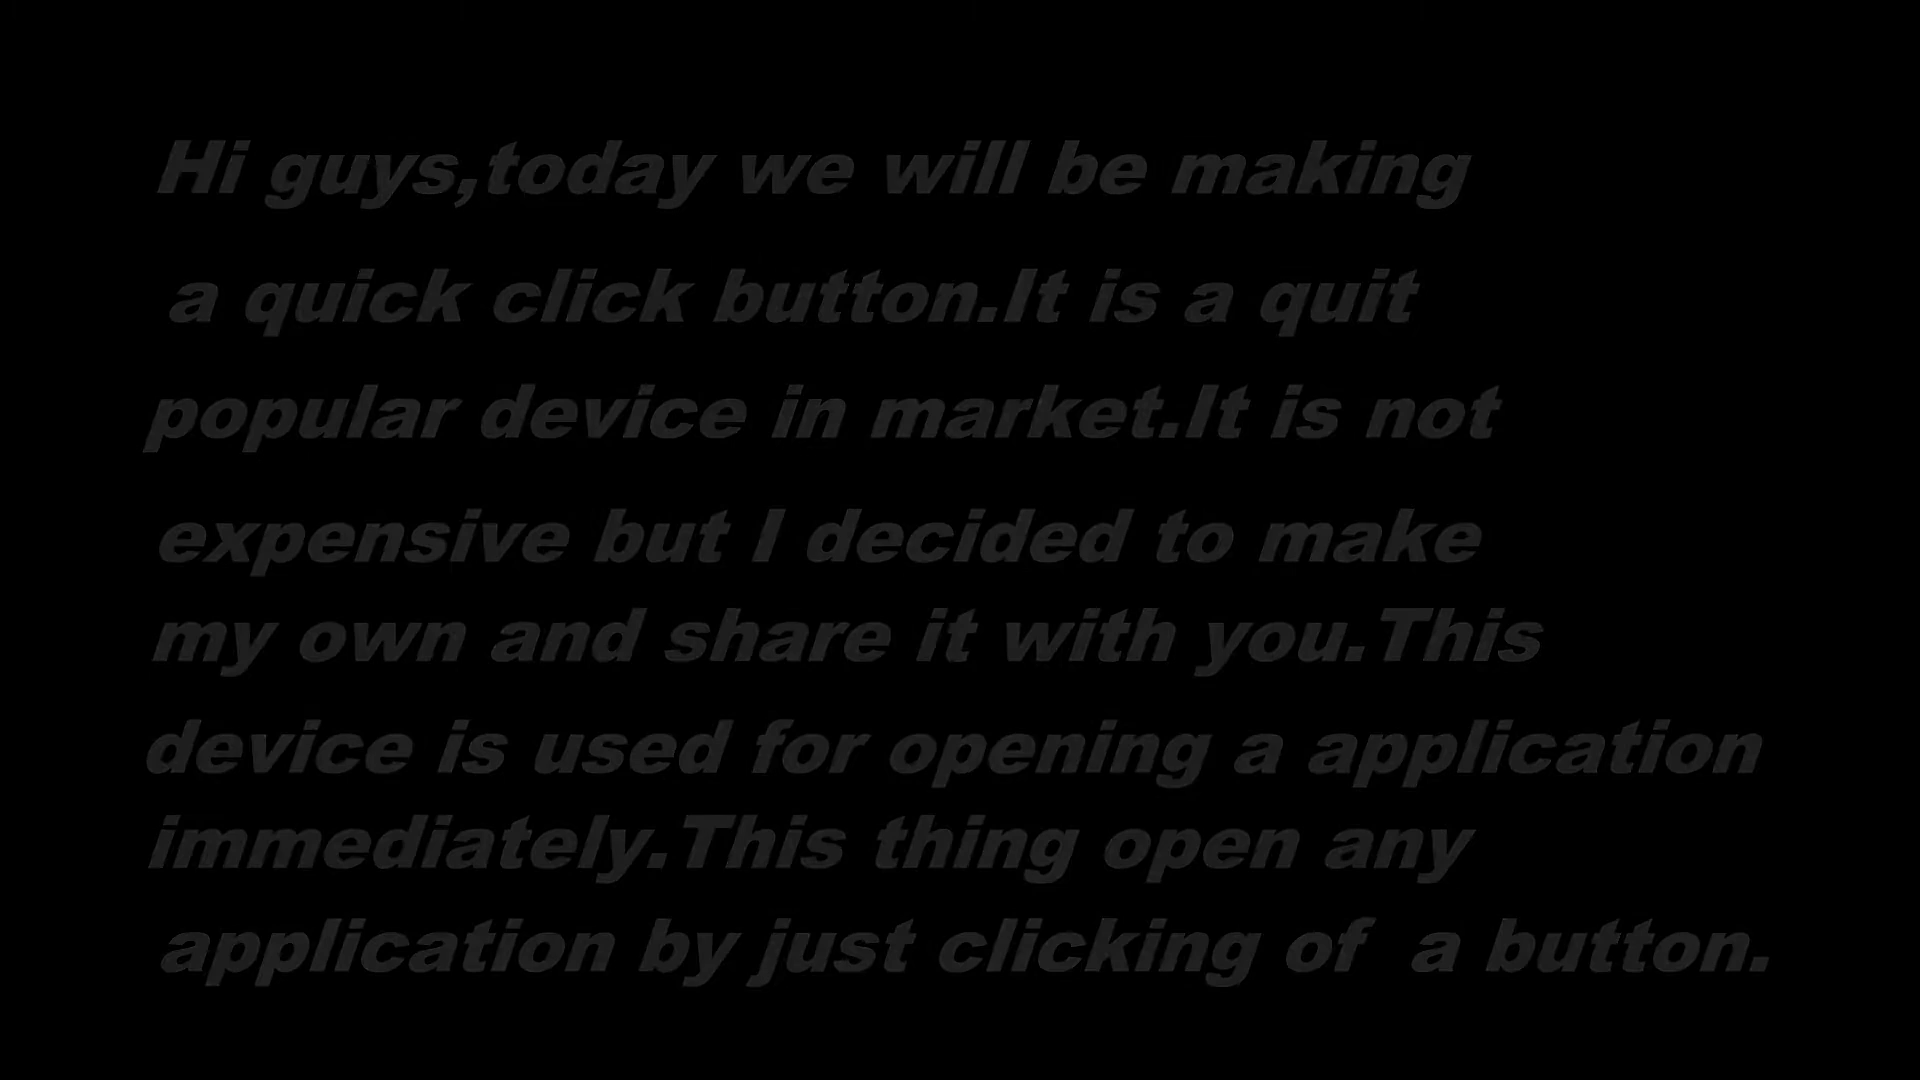 Hi guys,today we will be making
a quick click button.It is a quit
popular device in market.It is not
expensive but I decided to make
my own and share it with you.This
device is used for opening a application
immediately.This thing open any
application by just clicking of  a button.